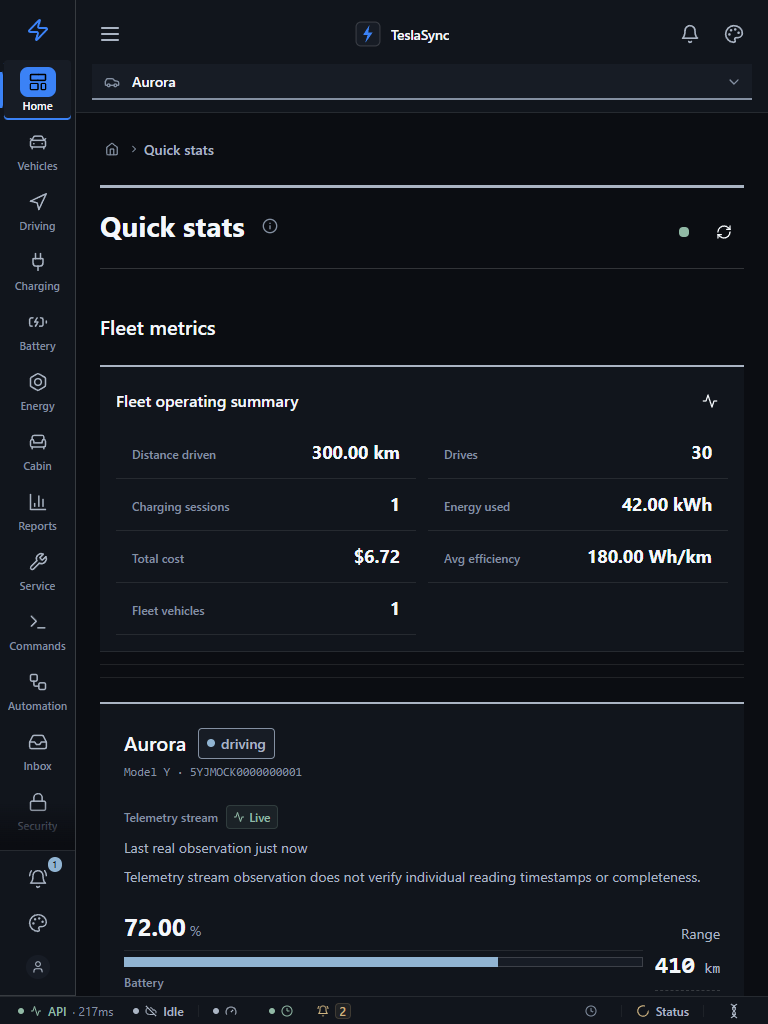 TeslaSync
Aurora
Home
Vehicles
Driving
Charging
Battery
Energy
Cabin
Reports
Service
Commands
Automation
Inbox
Security
1
Quick stats
Quick stats
Fleet metrics
Fleet operating summary
Distance driven 300.00 km
Drives 30
Charging sessions 1
Energy used 42.00 kWh
Total cost $6.72
Avg efficiency 180.00 Wh/km
Fleet vehicles 1
Aurora driving
Model Y · 5YJMOCK0000000001
Telemetry stream Live
Last real observation just now
Telemetry stream observation does not verify individual reading timestamps or completeness.
72.00 %
Battery
Range
410 km
API · 217ms Idle 2 Status